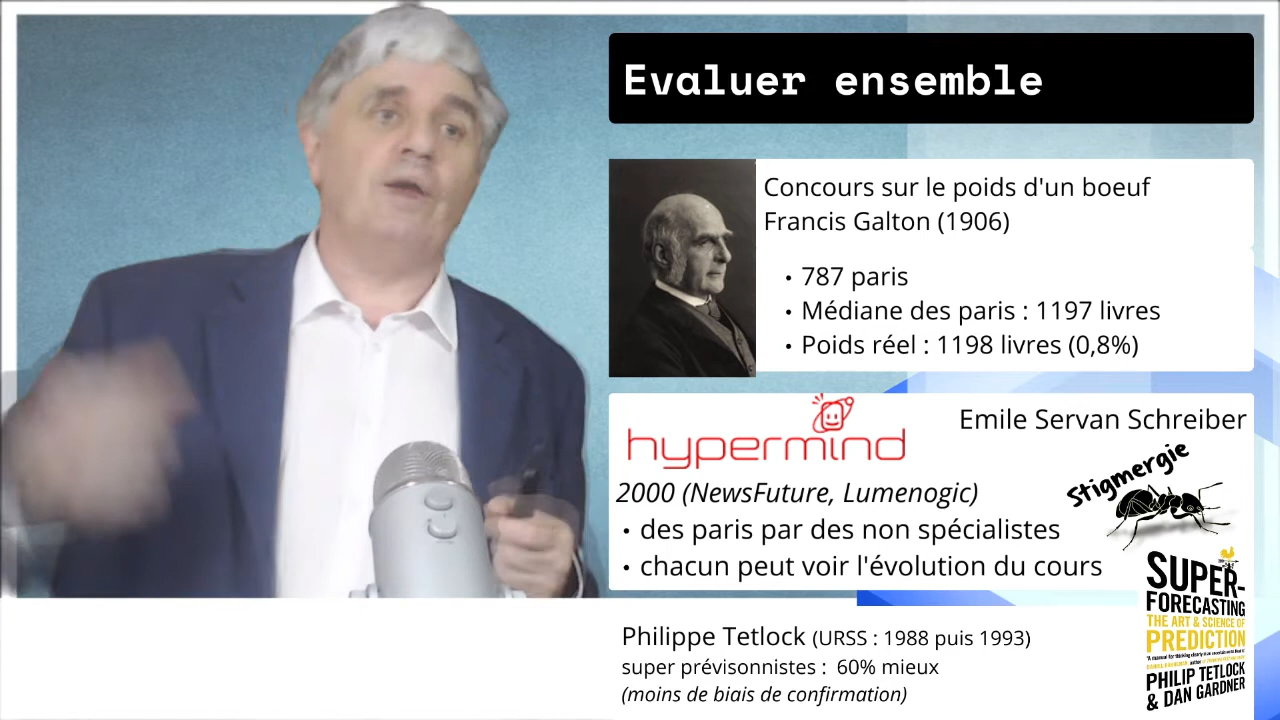 Evaluer ensemble
Concours sur le poids d'un boeuf
Francis Galton (1906)
• 787 paris
• Médiane des paris : 1197 livres
• Poids réel : 1198 livres (0,8%)
hypermind
Emile Servan Schreiber
Stigmergie
2000 (NewsFuture, Lumenogic)
• des paris par des non spécialistes
• chacun peut voir l'évolution du cours
Philippe Tetlock (URSS : 1988 puis 1993)
super prévisonnistes : 60% mieux
(moins de biais de confirmation)
SUPER-
FORECASTING
THE ART & SCIENCE OF
PREDICTION
PHILIP TETLOCK
& DAN GARDNER